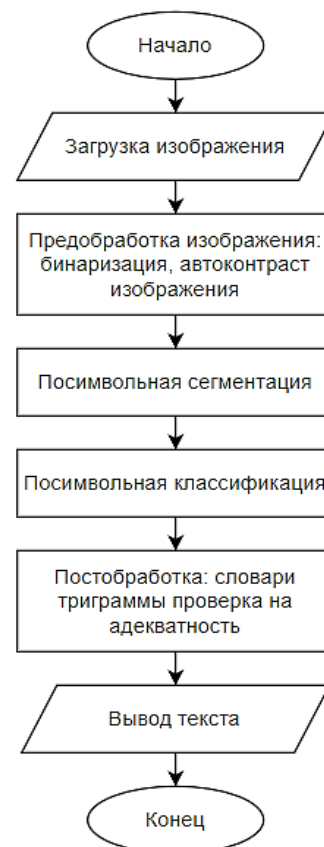 Начало
Загрузка изображения
Предобработка изображения:
бинаризация, автоконтраст
изображения
Посимвольная сегментация
Посимвольная классификация
Постобработка: словари
триграммы проверка на
адекватность
Вывод текста
Конец